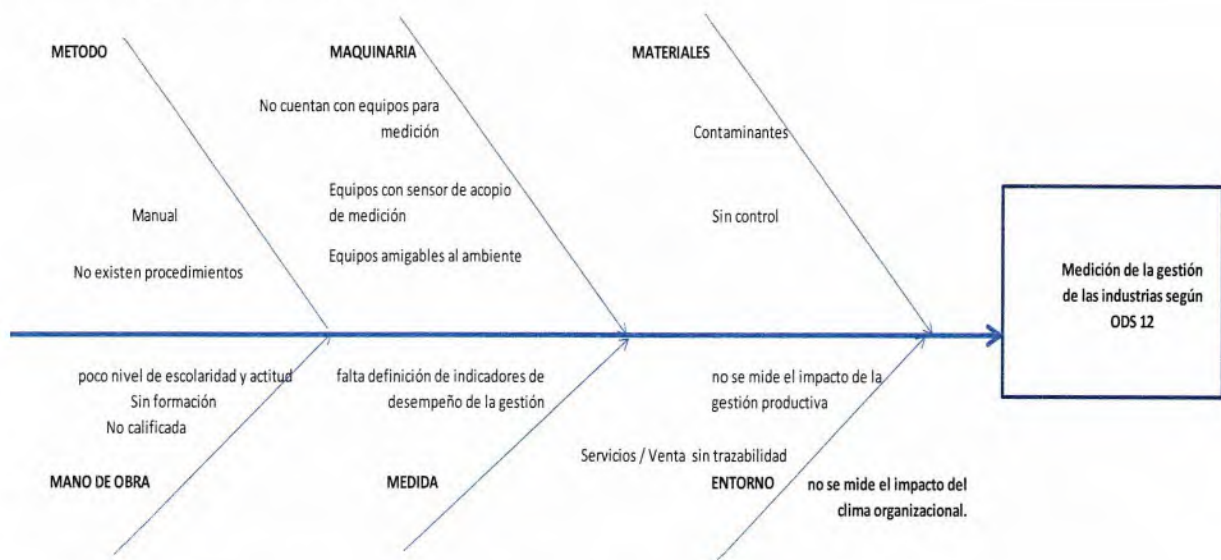 METODO
MAQUINARIA
MATERIALES
No cuentan con equipos para
medición
Contaminantes
Equipos con sensor de acopio
de medición
Manual
Sin control
Equipos amigables al ambiente
No existen procedimientos
Medición de la gestión
de las industrias según
ODS 12
poco nivel de escolaridad y actitud
Sin formación
No calificada
falta definición de indicadores de
desempeño de la gestión
no se mide el impacto de la
gestión productiva
Servicios / Venta sin trazabilidad
MANO DE OBRA
MEDIDA
ENTORNO
no se mide el impacto del
clima organizacional.